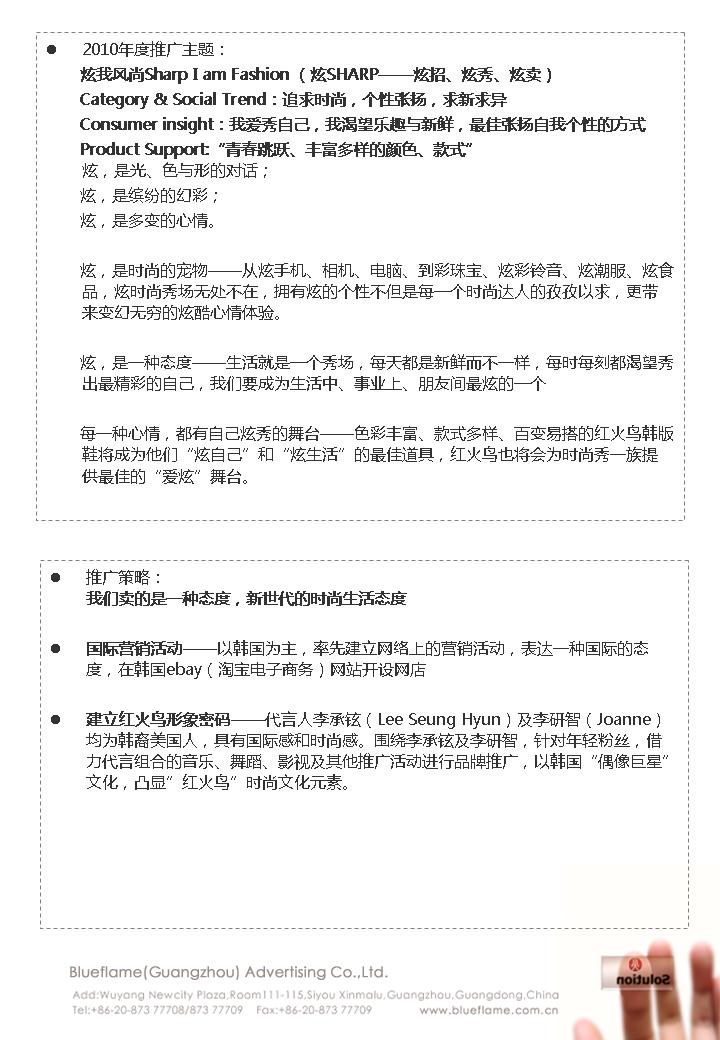 ● 2010年度推广主题：
炫我风尚Sharp I am Fashion （ 炫SHARP——炫招、炫秀、炫卖 ）
Category & Social Trend：追求时尚，个性张扬，求新求异
Consumer insight：我爱秀自己，我渴望乐趣与新鲜，最佳张扬自我个性的方式
Product Support:“青春跳跃、丰富多样的颜色、款式”
炫，是光、色与形的对话；
炫，是缤纷的幻彩；
炫，是多变的心情。
炫，是时尚的宠物——从炫手机、相机、电脑、到彩珠宝、炫彩铃音、炫潮服、炫食
品，炫时尚秀场无处不在，拥有炫的个性不但是每一个时尚达人的孜孜以求，更带
来变幻无穷的炫酷心情体验。
炫，是一种态度——生活就是一个秀场，每天都是新鲜而不一样，每时每刻都渴望秀
出最精彩的自己，我们要成为生活中、事业上、朋友间最炫的一个
每一种心情，都有自己炫秀的舞台——色彩丰富、款式多样、百变易搭的红火鸟韩版
鞋将成为他们“炫自己”和“炫生活”的最佳道具，红火鸟也将会为时尚秀一族提
供最佳的“爱炫”舞台。
● 推广策略：
我们卖的是一种态度，新世代的时尚生活态度
● 国际营销活动——以韩国为主，率先建立网络上的营销活动，表达一种国际的态
度，在韩国ebay（淘宝电子商务）网站开设网店
● 建立红火鸟形象密码——代言人李承铉（Lee Seung Hyun）及李研智（Joanne）
均为韩裔美国人，具有国际感和时尚感。围绕李承铉及李研智，针对年轻粉丝，借
力代言组合的音乐、舞蹈、影视及其他推广活动进行品牌推广，以韩国“偶像巨星”
文化，凸显”红火鸟”时尚文化元素。
Blueflame(Guangzhou) Advertising Co.,Ltd.
Add:Wuyang Newcity Plaza,Room111-115,Siyou Xinmalu,Guangzhou,Guangdong,China
Tel:+86-20-873 77708/873 77709 Fax:+86-20-873 77709 www.blueflame.com.cn
Solution